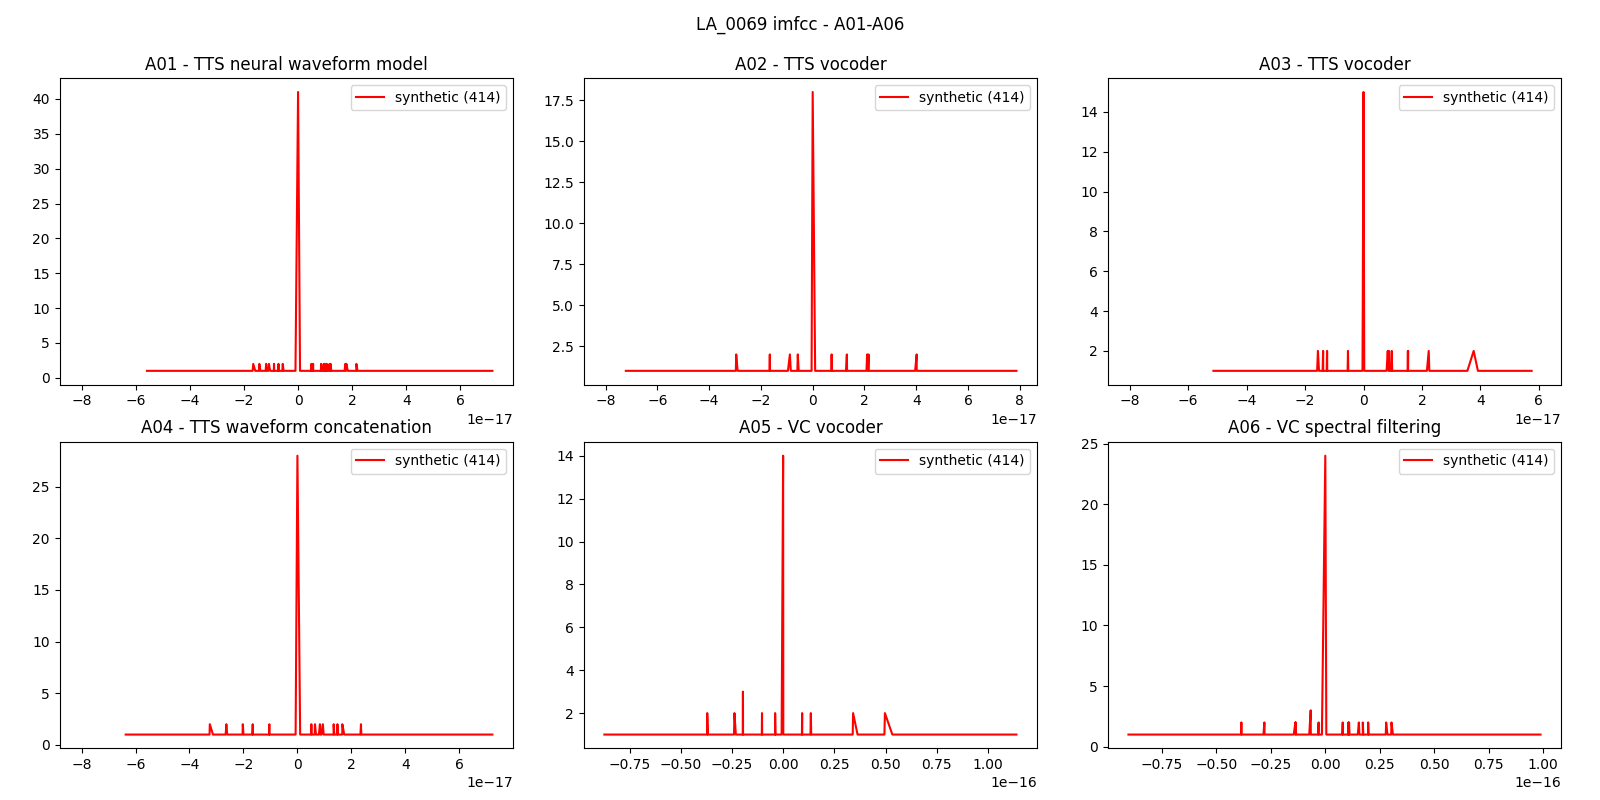 LA_0069 imfcc - A01-A06
A01 - TTS neural waveform model
synthetic (414)
40
35
30
25
20
15
10
5
0
−8 −6 −4 −2 0 2 4 6
1e−17
A02 - TTS vocoder
synthetic (414)
17.5
15.0
12.5
10.0
7.5
5.0
2.5
−8 −6 −4 −2 0 2 4 6 8
1e−17
A03 - TTS vocoder
synthetic (414)
14
12
10
8
6
4
2
−8 −6 −4 −2 0 2 4 6
1e−17
A04 - TTS waveform concatenation
synthetic (414)
25
20
15
10
5
0
−8 −6 −4 −2 0 2 4 6
1e−17
A05 - VC vocoder
synthetic (414)
14
12
10
8
6
4
2
−0.75 −0.50 −0.25 0.00 0.25 0.50 0.75 1.00
1e−16
A06 - VC spectral filtering
synthetic (414)
25
20
15
10
5
0
−0.75 −0.50 −0.25 0.00 0.25 0.50 0.75 1.00
1e−16